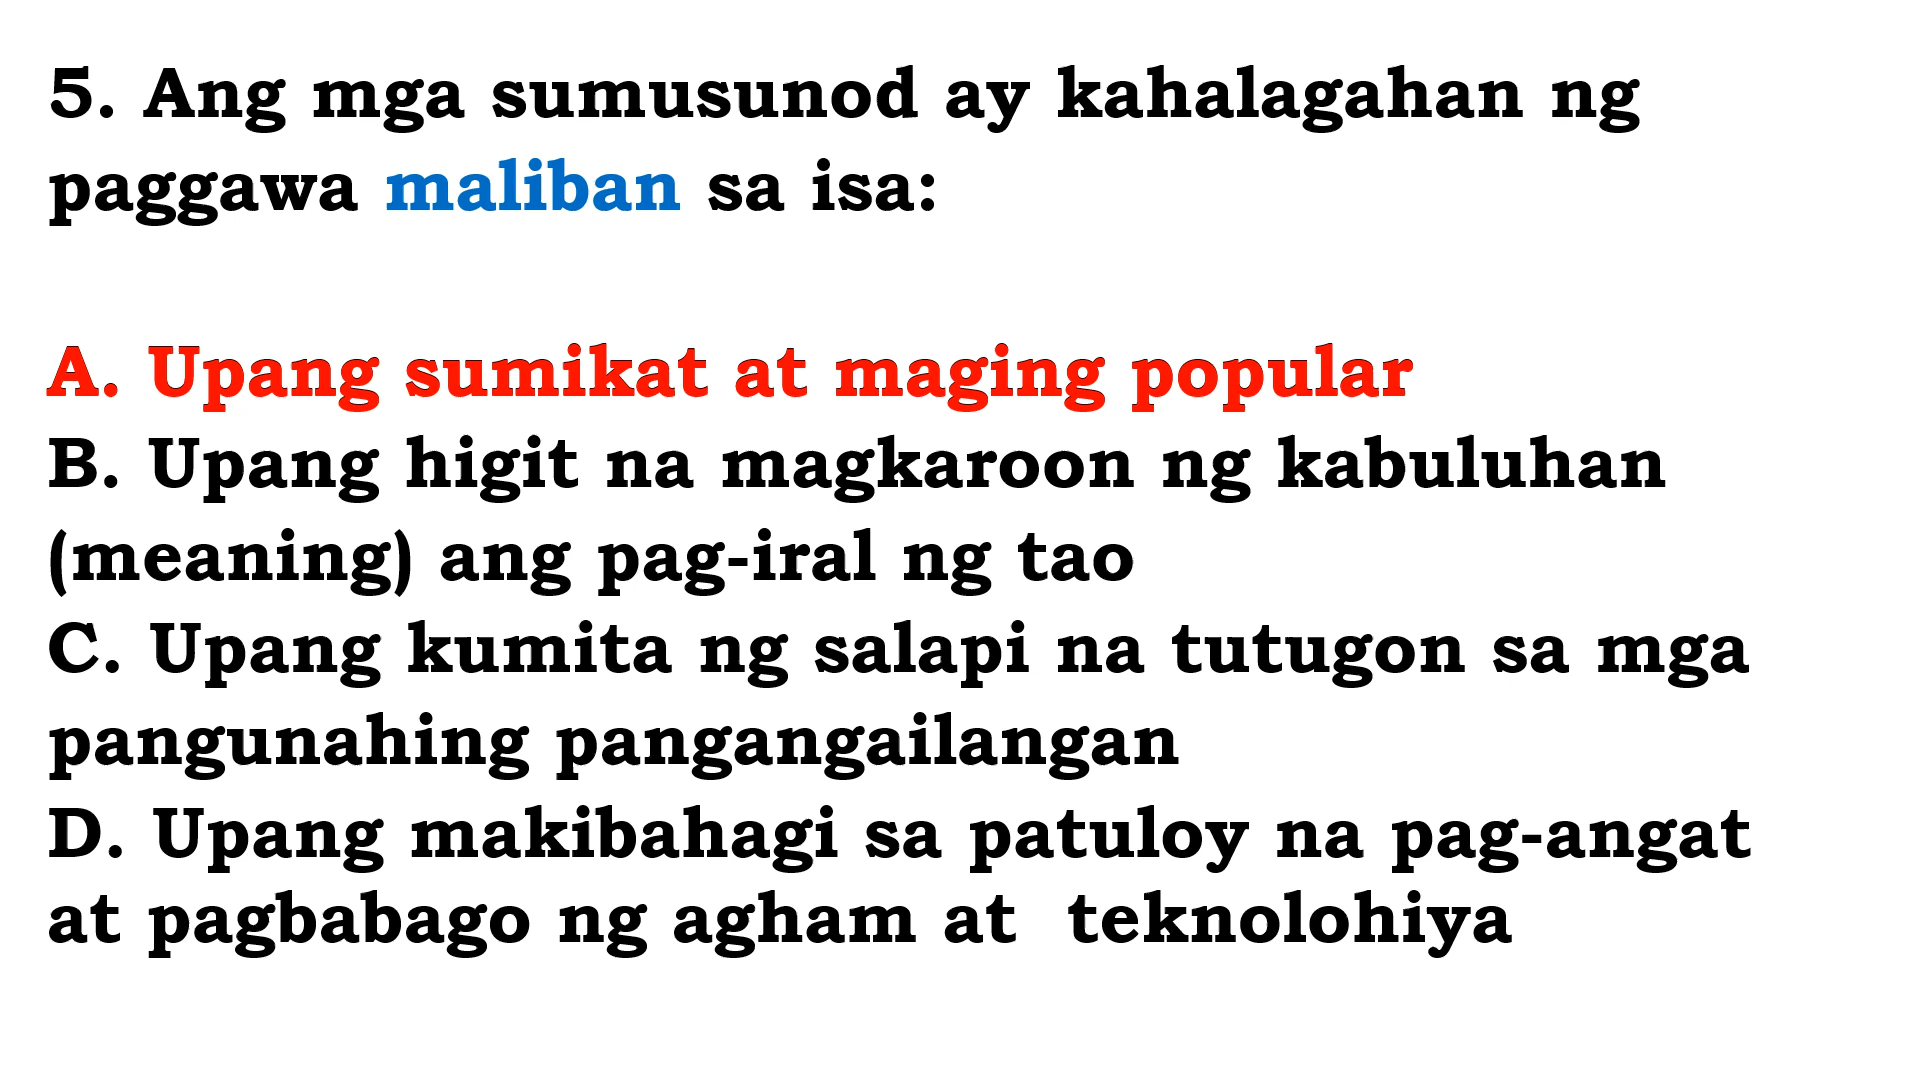 5. Ang mga sumusunod ay kahalagahan ng
paggawa maliban sa isa:
A. Upang sumikat at maging popular
B. Upang higit na magkaroon ng kabuluhan
(meaning) ang pag-iral ng tao
C. Upang kumita ng salapi na tutugon sa mga
pangunahing pangangailangan
D. Upang makibahagi sa patuloy na pag-angat
at pagbabago ng agham at  teknolohiya